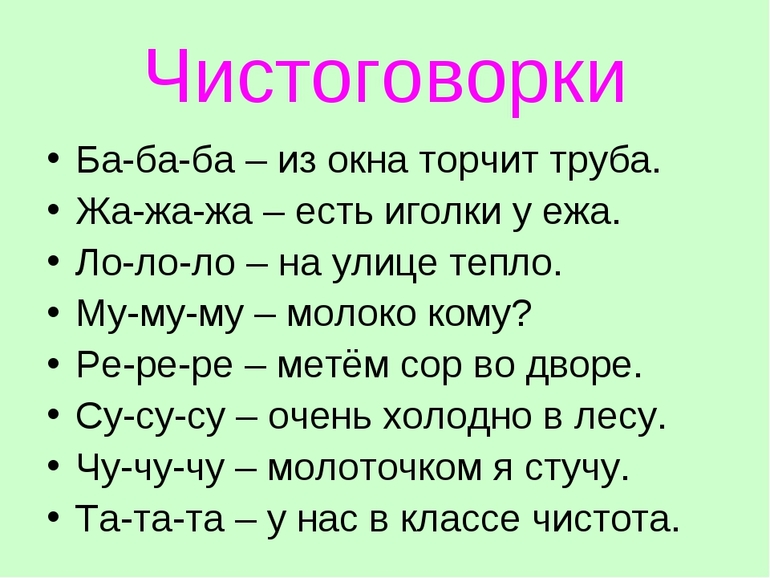 Чистоговорки
• Ба-ба-ба – из окна торчит труба.
• Жа-жа-жа – есть иголки у ежа.
• Ло-ло-ло – на улице тепло.
• Му-му-му – молоко кому?
• Ре-ре-ре – метём сор во дворе.
• Су-су-су – очень холодно в лесу.
• Чу-чу-чу – молоточком я стучу.
• Та-та-та – у нас в классе чистота.